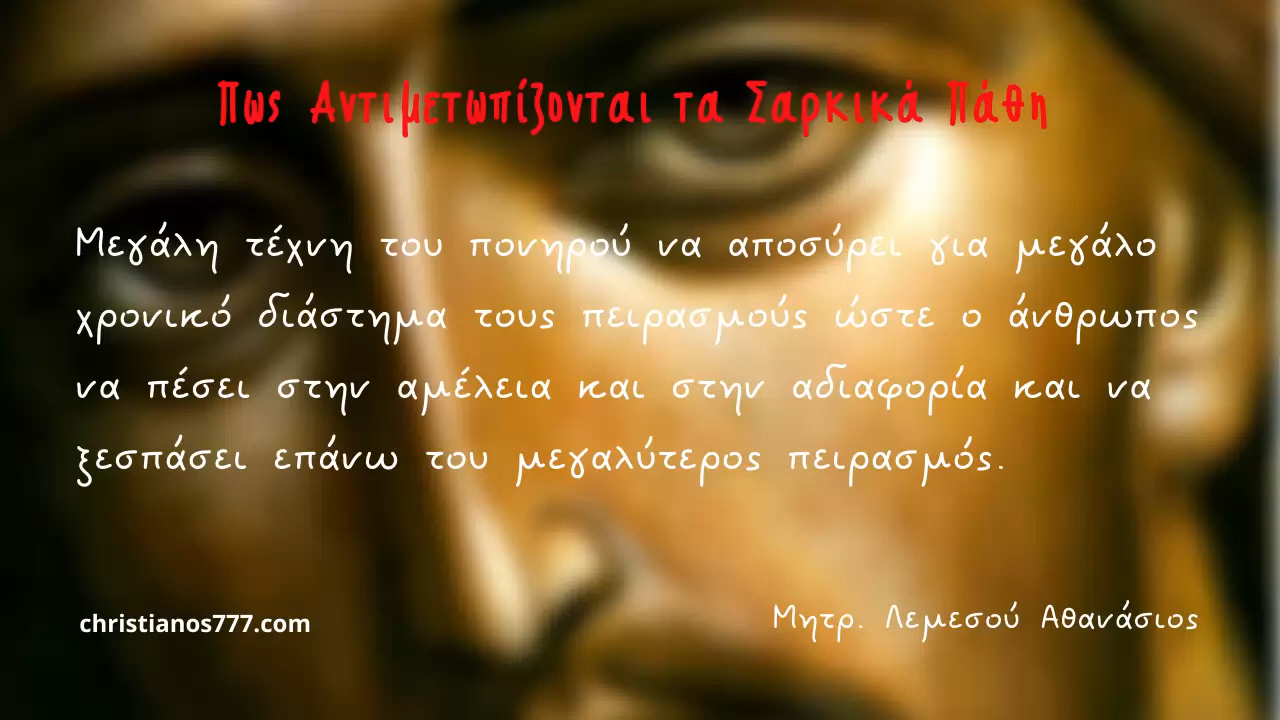 Πως Αντιμετωπίζονται τα Σαρκικά Πάθη
Μεγάλη τέχνη του πονηρού να αποσύρει για μεγάλο
χρονικό διάστημα τους πειρασμούς ώστε ο άνθρωπος
να πέσει στην αμέλεια και στην αδιαφορία και να
ξεσπάσει επάνω του μεγαλύτερος πειρασμός.
christianos777.com
Μητρ. Λεμεσού Αθανάσιος